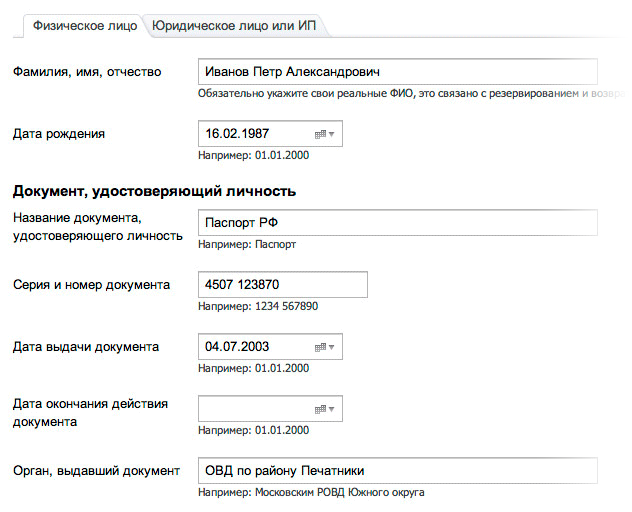 Физическое лицо Юридическое лицо или ИП
Фамилия, имя, отчество Иванов Петр Александрович
Обязательно укажите свои реальные ФИО, это связано с резервированием и возвра
Дата рождения 16.02.1987
Например: 01.01.2000
Документ, удостоверяющий личность
Название документа,
удостоверяющего личность Паспорт РФ
Например: Паспорт
Серия и номер документа 4507 123870
Например: 1234 567890
Дата выдачи документа 04.07.2003
Например: 01.01.2000
Дата окончания действия
документа
Например: 01.01.2000
Орган, выдавший документ ОВД по району Печатники
Например: Московским РОВД Южного округа